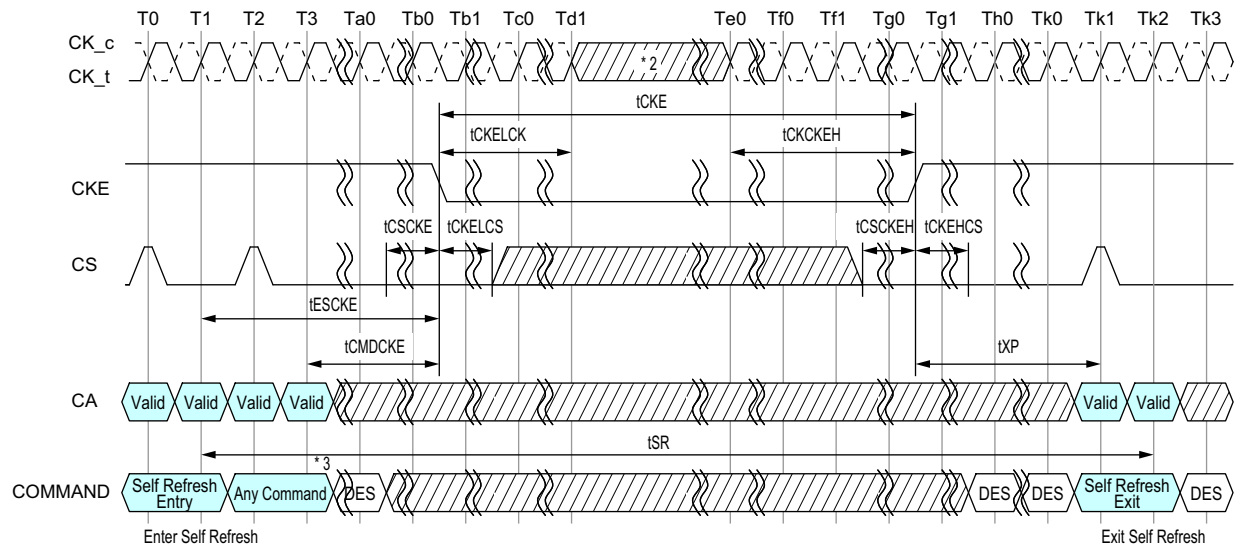 T0 T1 T2 T3 Ta0 Tb0 Tb1 Tc0 Td1 Te0 Tf0 Tf1 Tg0 Tg1 Th0 Tk0 Tk1 Tk2 Tk3
CK_c
CK_t
* 2
tCKE
tCKELCK tCKCKEH
CKE
tCSCKE tCKELCS tCSCKEH tCKEHCS
CS
tESCKE
tCMDCKE tXP
CA Valid Valid Valid Valid Valid Valid
tSR
* 3
COMMAND Self Refresh Entry Any Command DES DES DES Self Refresh Exit DES
Enter Self Refresh Exit Self Refresh